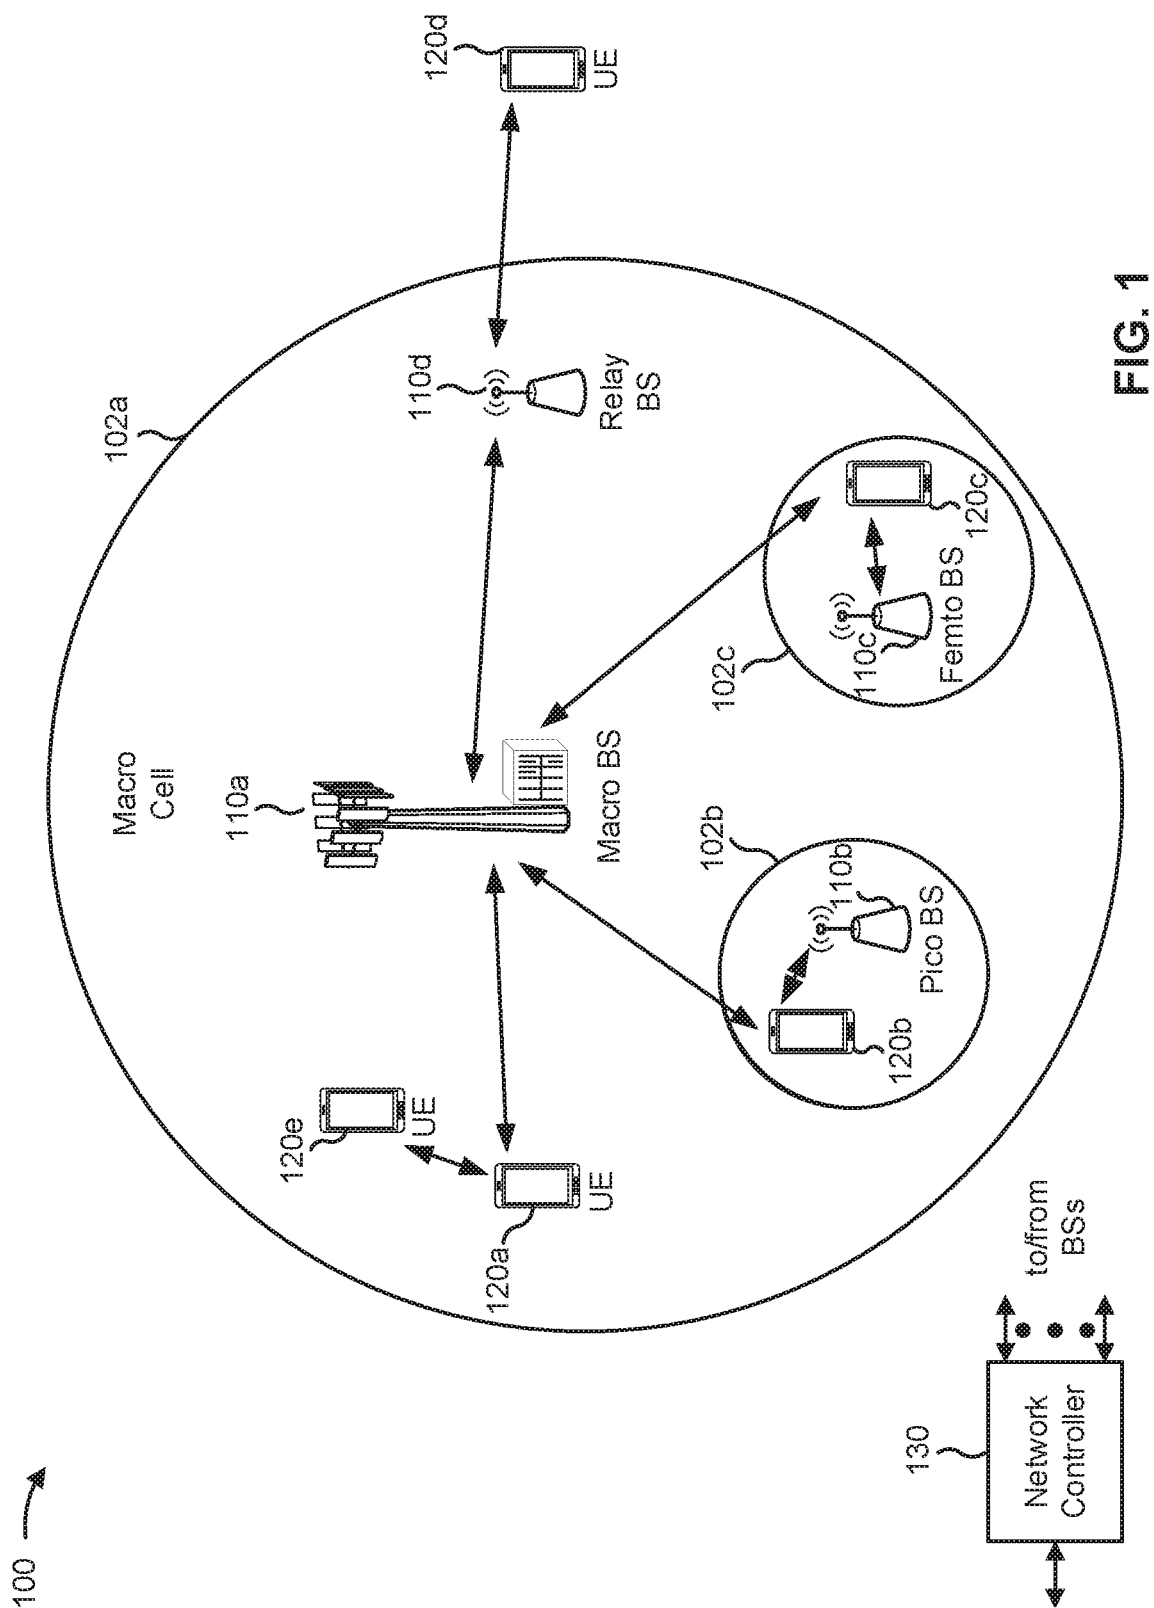 100
102a
Macro
Cell
110a
120d
UE
110d
Relay
BS
120e
UE
120a
UE
Macro BS
102b
110b
Pico BS
120b
102c
110c
Femto BS
120c
130
Network
Controller
to/from
BSs
FIG. 1